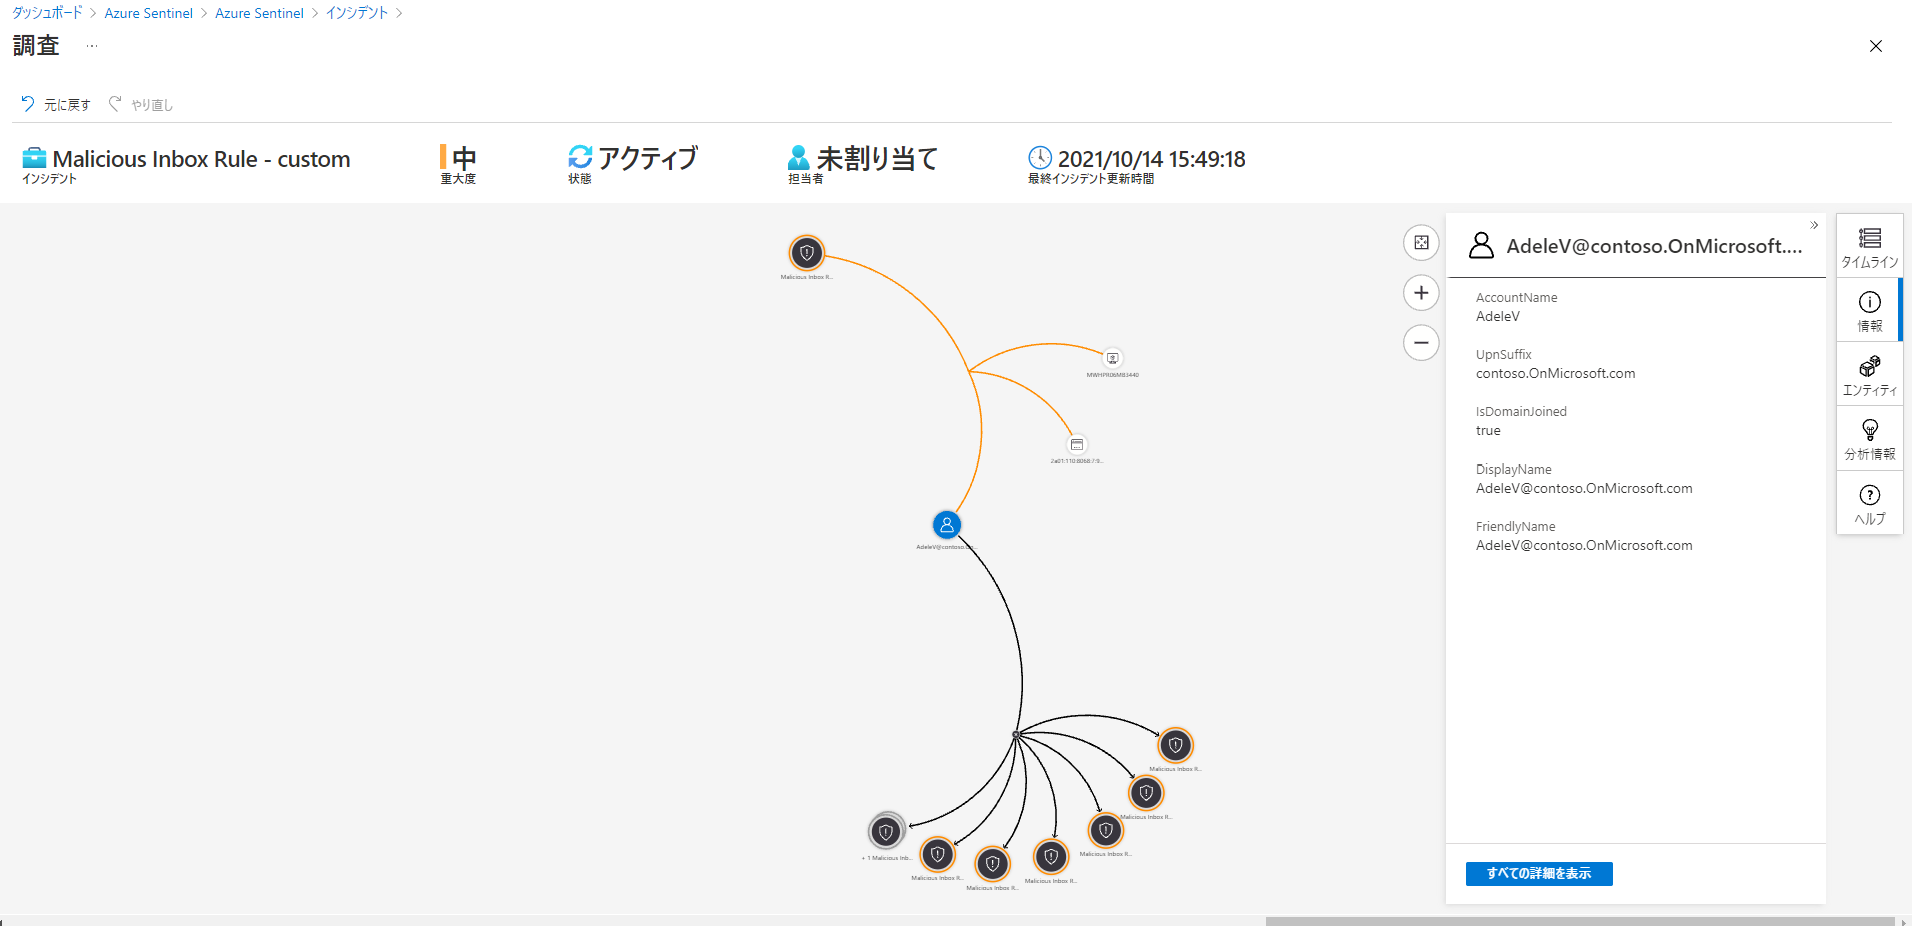 ダッシュボード > Azure Sentinel > Azure Sentinel > インシデント >
調査 ...
元に戻す やり直し
Malicious Inbox Rule - custom
インシデント
中
重大度
アクティブ
状態
未割り当て
担当者
2021/10/14 15:49:18
最終インシデント更新時間
Malicious Inbox R...
MWHPR06MB3440
2a01:110:8068:7:9...
AdeleV@contoso.On...
Malicious Inbox R...
Malicious Inbox R...
Malicious Inbox R...
Malicious Inbox R...
Malicious Inbox R...
Malicious Inbox R...
+ 1 Malicious Inb...
AdeleV@contoso.OnMicrosoft....
AccountName
AdeleV
UpnSuffix
contoso.OnMicrosoft.com
IsDomainJoined
true
DisplayName
AdeleV@contoso.OnMicrosoft.com
FriendlyName
AdeleV@contoso.OnMicrosoft.com
すべての詳細を表示
タイムライン
情報
エンティティ
分析情報
ヘルプ